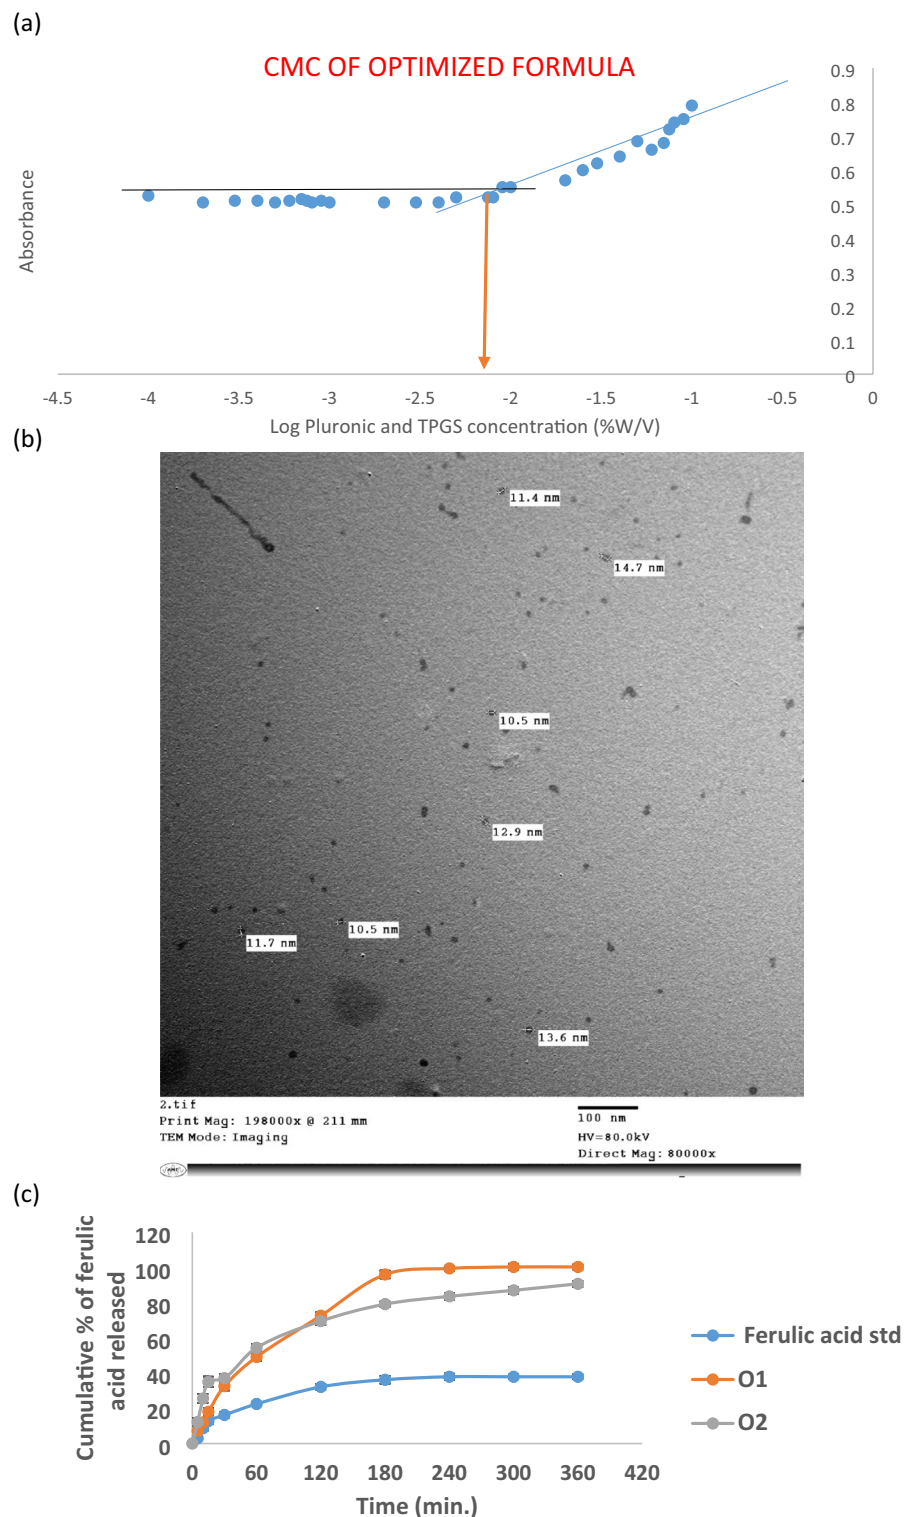 (a)
CMC OF OPTIMIZED FORMULA
0.9
0.8
0.7
0.6
0.5
0.4
0.3
0.2
0.1
0
Absorbance
-4.5 -4 -3.5 -3 -2.5 -2 -1.5 -1 -0.5 0
Log Pluronic and TPGS concentration (%W/V)
(b)
11.4 nm
14.7 nm
10.5 nm
12.9 nm
10.5 nm
11.7 nm
13.6 nm
2.tif
Print Mag: 198000x @ 211 mm
TEM Mode: Imaging
100 nm
HV=80.0kV
Direct Mag: 80000x
(c)
Cumulative % of ferulic
acid released
120
100
80
60
40
20
0
0 60 120 180 240 300 360 420
Time (min.)
Ferulic acid std
O1
O2